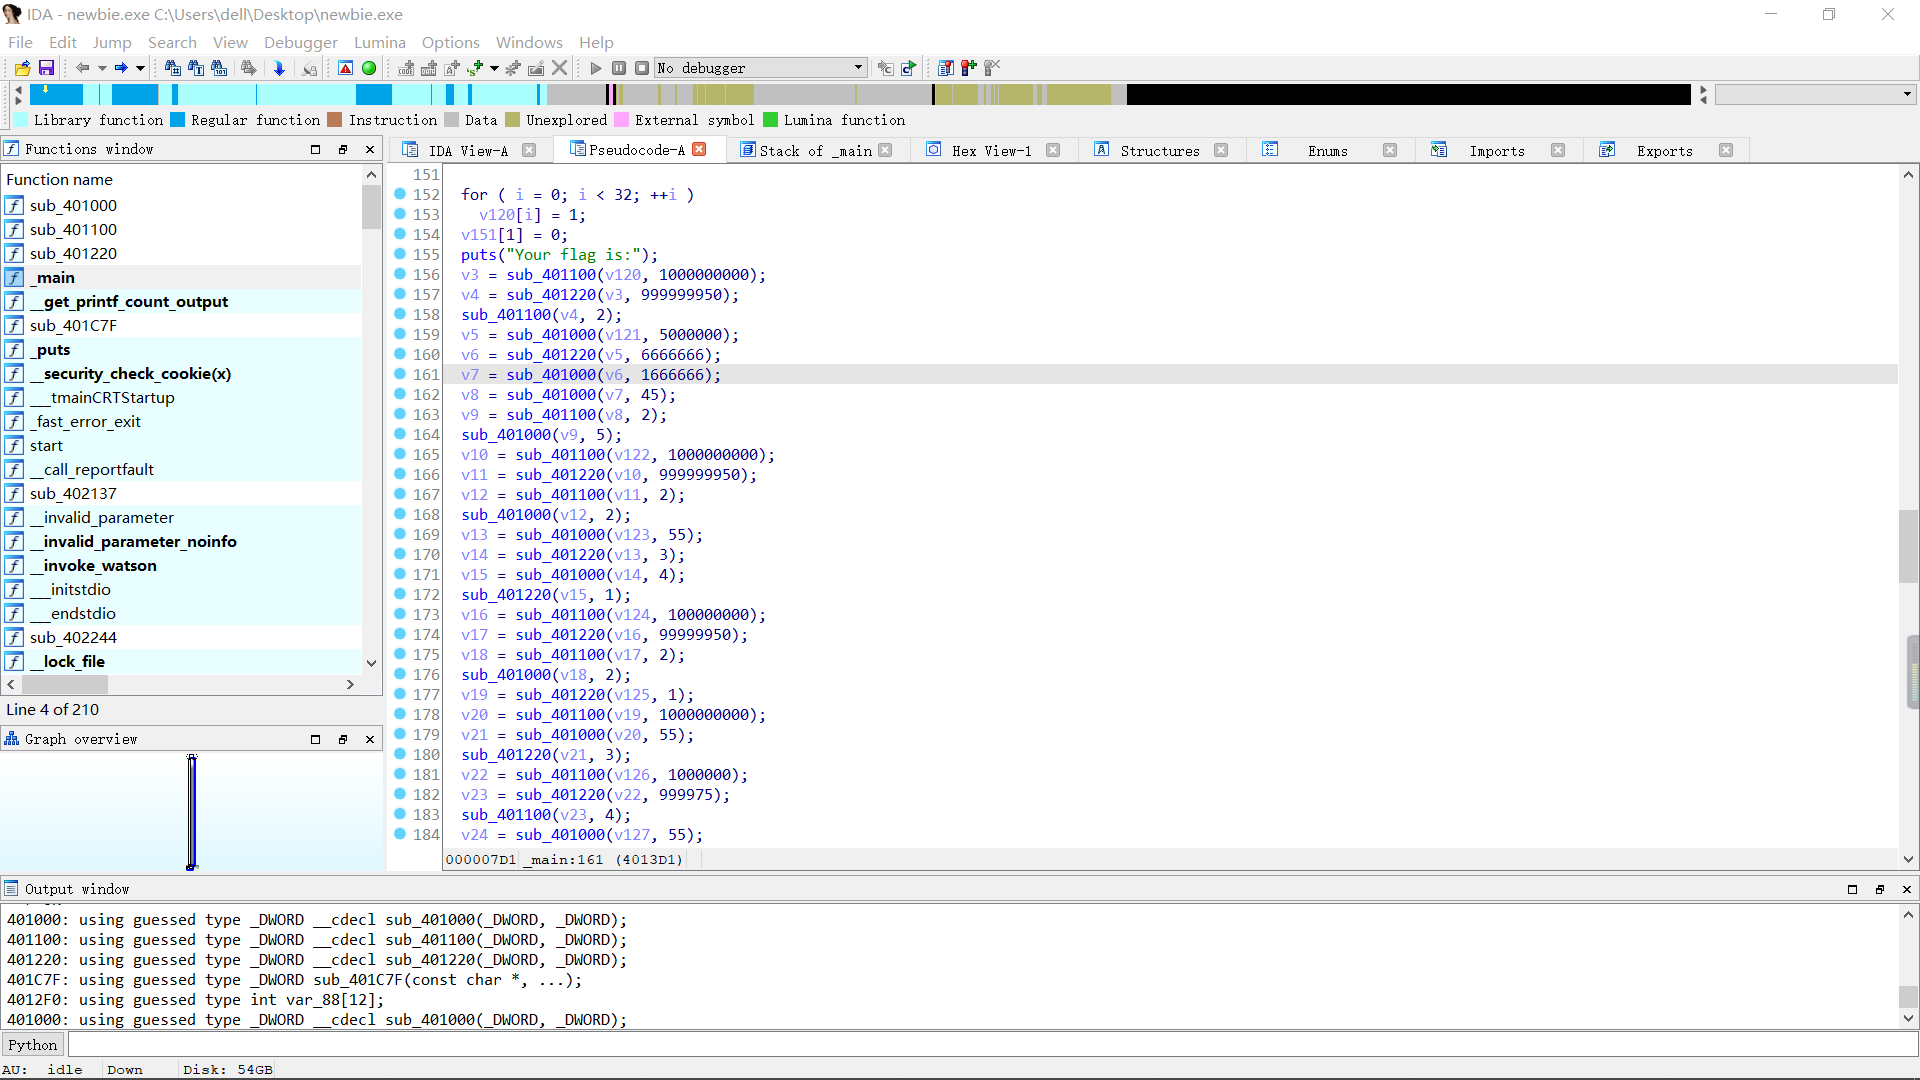 IDA - newbie.exe C:\Users\dell\Desktop\newbie.exe
File Edit Jump Search View Debugger Lumina Options Windows Help
No debugger
Library function Regular function Instruction Data Unexplored External symbol Lumina function
Functions window
Function name
sub_401000
sub_401100
sub_401220
_main
__get_printf_count_output
sub_401C7F
_puts
__security_check_cookie(x)
___tmainCRTStartup
_fast_error_exit
start
__call_reportfault
sub_402137
__invalid_parameter
__invalid_parameter_noinfo
__invoke_watson
___initstdio
___endstdio
sub_402244
__lock_file
Line 4 of 210
Graph overview
IDA View-A Pseudocode-A Stack of _main Hex View-1 Structures Enums Imports Exports
151
152 for ( i = 0; i < 32; ++i )
153 v120[i] = 1;
154 v151[1] = 0;
155 puts("Your flag is:");
156 v3 = sub_401100(v120, 1000000000);
157 v4 = sub_401220(v3, 999999950);
158 sub_401100(v4, 2);
159 v5 = sub_401000(v121, 5000000);
160 v6 = sub_401220(v5, 6666666);
161 v7 = sub_401000(v6, 1666666);
162 v8 = sub_401000(v7, 45);
163 v9 = sub_401100(v8, 2);
164 sub_401000(v9, 5);
165 v10 = sub_401100(v122, 1000000000);
166 v11 = sub_401220(v10, 999999950);
167 v12 = sub_401100(v11, 2);
168 sub_401000(v12, 2);
169 v13 = sub_401000(v123, 55);
170 v14 = sub_401220(v13, 3);
171 v15 = sub_401000(v14, 4);
172 sub_401220(v15, 1);
173 v16 = sub_401100(v124, 100000000);
174 v17 = sub_401220(v16, 99999950);
175 v18 = sub_401100(v17, 2);
176 sub_401000(v18, 2);
177 v19 = sub_401220(v125, 1);
178 v20 = sub_401100(v19, 1000000000);
179 v21 = sub_401000(v20, 55);
180 sub_401220(v21, 3);
181 v22 = sub_401100(v126, 1000000);
182 v23 = sub_401220(v22, 999975);
183 sub_401100(v23, 4);
184 v24 = sub_401000(v127, 55);
000007D1 _main:161 (4013D1)
Output window
401000: using guessed type _DWORD __cdecl sub_401000(_DWORD, _DWORD);
401100: using guessed type _DWORD __cdecl sub_401100(_DWORD, _DWORD);
401220: using guessed type _DWORD __cdecl sub_401220(_DWORD, _DWORD);
401C7F: using guessed type _DWORD sub_401C7F(const char *, ...);
4012F0: using guessed type int var_88[12];
401000: using guessed type _DWORD __cdecl sub_401000(_DWORD, _DWORD);
Python
AU: idle Down Disk: 54GB